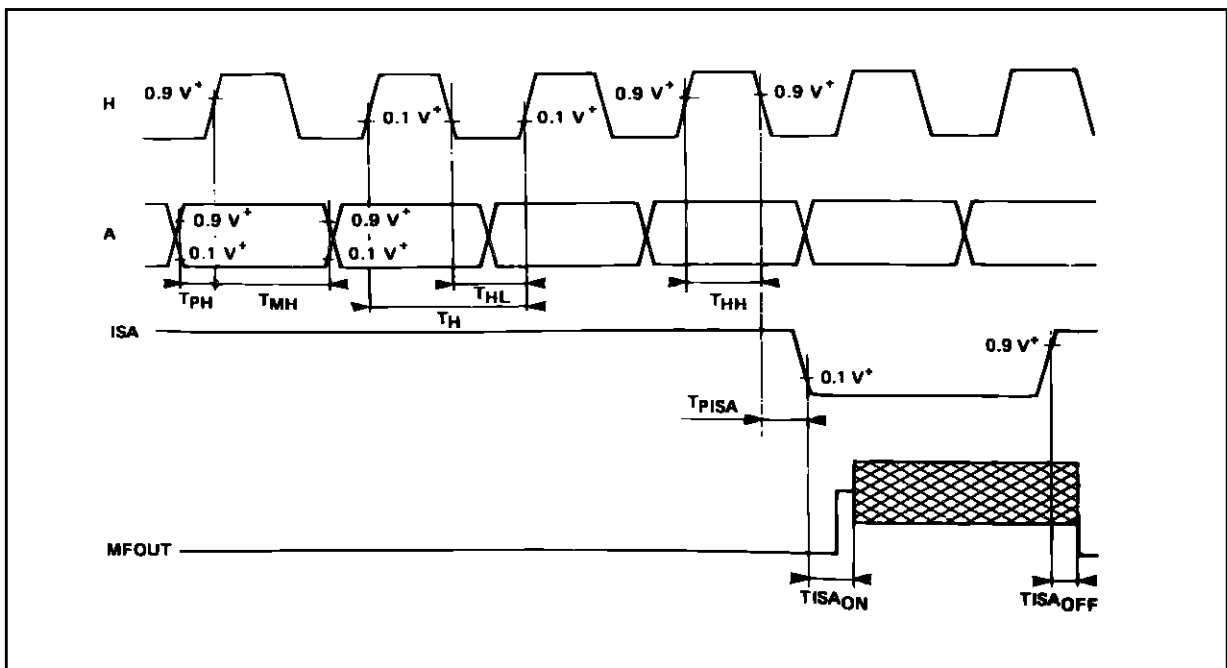 H
0.9 V+
0.1 V+
0.1 V+
0.9 V+
0.9 V+
A
0.9 V+
0.1 V+
0.9 V+
0.1 V+
TPH
TMH
THL
TH
THH
ISA
0.1 V+
0.9 V+
TPISA
MFOUT
TISAON
TISAOFF